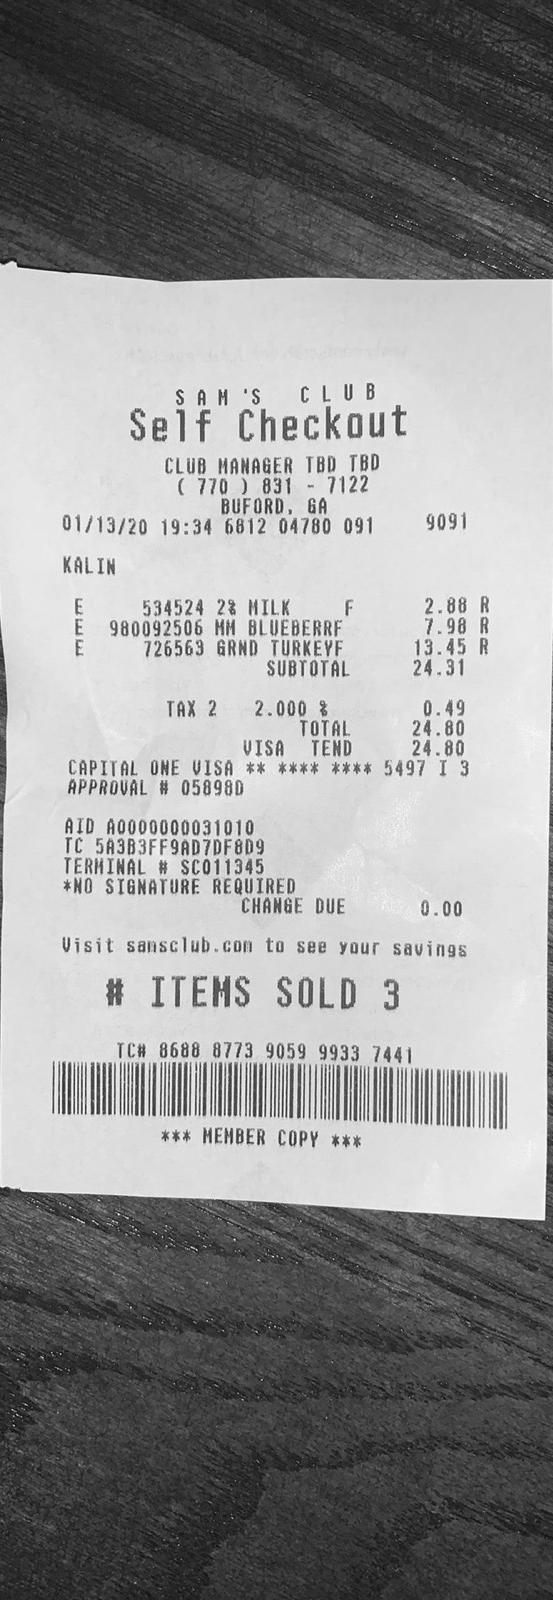 SAM'S CLUB
Self Checkout
CLUB MANAGER TBD TBD
( 770 ) 831 - 7122
BUFORD, GA
01/13/20 19:34 6812 04780 091 9091
KALIN
E 534524 2% MILK F 2.88 R
E 980092506 MM BLUEBERRF 7.98 R
E 726563 GRND TURKEYF 13.45 R
SUBTOTAL 24.31
TAX 2 2.000 % 0.49
TOTAL 24.80
VISA TEND 24.80
CAPITAL ONE VISA ** **** **** 5497 I 3
APPROVAL # 05898D
AID A0000000031010
TC 5A3B3FF9AD7DF8D9
TERMINAL # SC011345
*NO SIGNATURE REQUIRED
CHANGE DUE 0.00
Visit samsclub.com to see your savings
# ITEMS SOLD 3
TC# 8688 8773 9059 9933 7441
*** MEMBER COPY ***